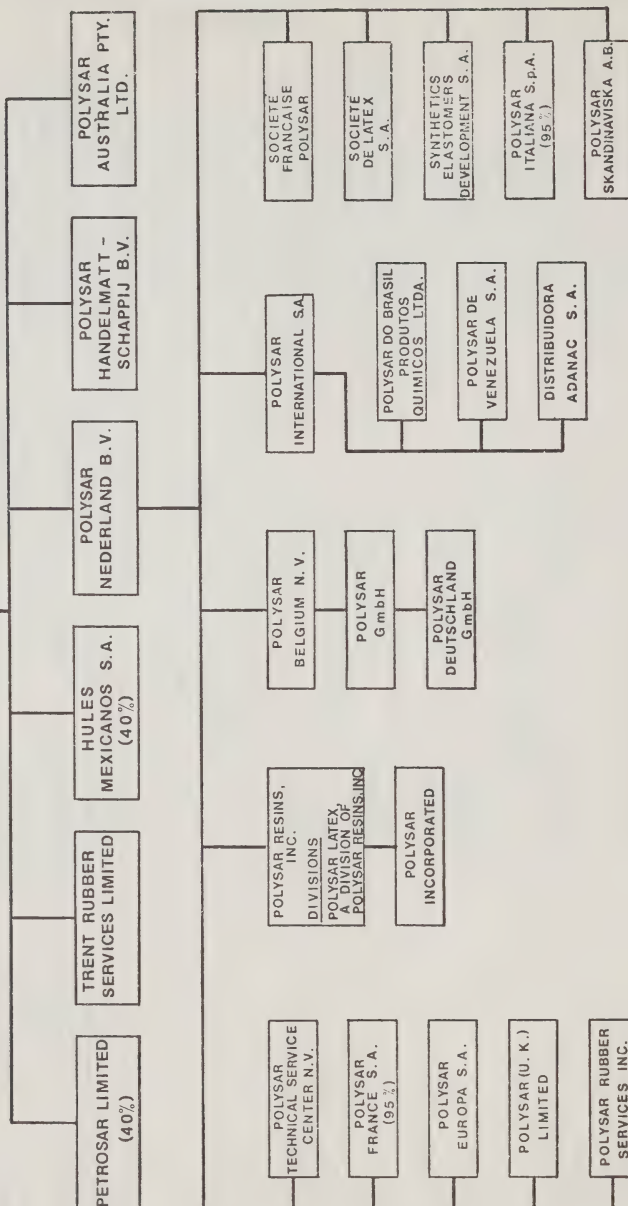 PETROSAR LIMITED
(40%)
TRENT RUBBER
SERVICES LIMITED
HULES
MEXICANOS S.A.
(40%)
POLYSAR
NEDERLAND B.V.
POLYSAR
HANDELMATT-
SCHAPPIJ B.V.
POLYSAR
AUSTRALIA PTY.
LTD.
POLYSAR
TECHNICAL SERVICE
CENTER N.V.
POLYSAR
FRANCE S.A.
(95%)
POLYSAR
EUROPA S.A.
POLYSAR (U.K.)
LIMITED
POLYSAR RUBBER
SERVICES INC.
POLYSAR RESINS,
INC.
DIVISIONS
POLYSAR LATEX,
A DIVISION OF
POLYSAR RESINS,INC
POLYSAR
INCORPORATED
POLYSAR
BELGIUM N.V.
POLYSAR
GmbH
POLYSAR
DEUTSCHLAND
GmbH
POLYSAR
INTERNATIONAL S.A.
POLYSAR DO BRASIL
PRODUTOS
QUIMICOS LTDA.
POLYSAR DE
VENEZUELA S.A.
DISTRIBUIDORA
ADANAC S.A.
SOCIETÉ
FRANCAISE
POLYSAR
SOCIETÉ
DE LATEX
S.A.
SYNTHETICS
ELASTOMERS
DEVELOPMENT S.A.
POLYSAR
ITALIANA S.p.A.
(95%)
POLYSAR
SKANDINAVISKA A.B.